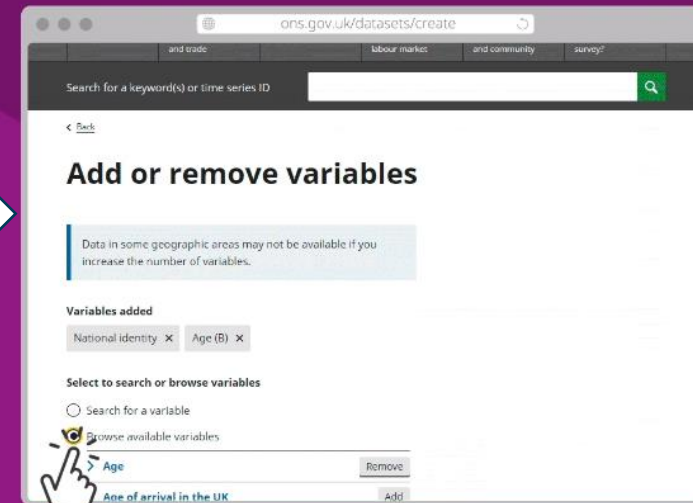 ons.gov.uk/datasets/create
and trade labour market and community survey?
Search for a keyword(s) or time series ID
Back
Add or remove variables
Data in some geographic areas may not be available if you
increase the number of variables.
Variables added
National identity × Age (B) ×
Select to search or browse variables
Search for a variable
Browse available variables
Age Remove
Age of arrival in the UK Add